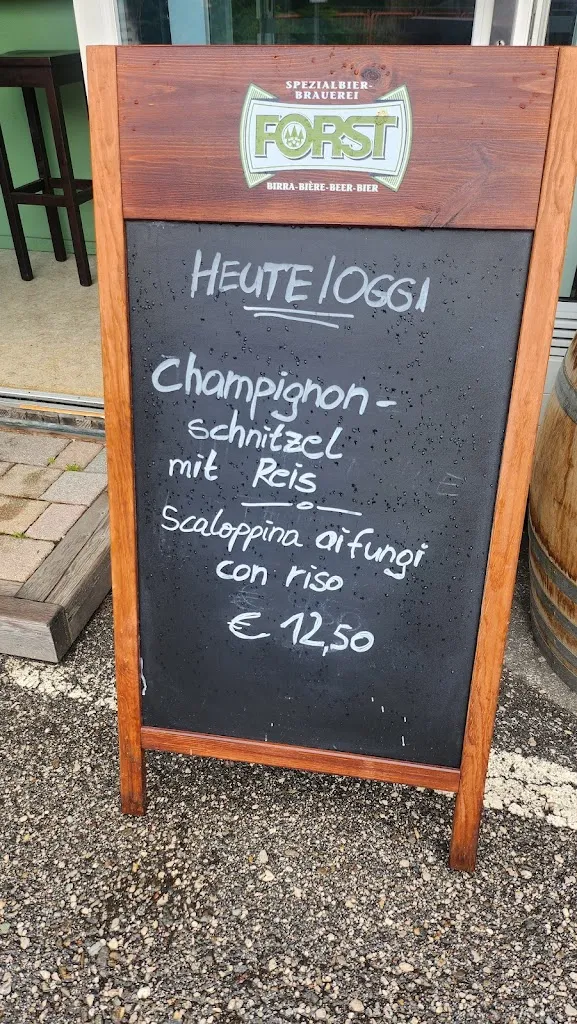 SPEZIALBIER-
BRAUEREI
FORST
BIRRA-BIÈRE-BEER-BIER
HEUTE/OGGI
Champignon-
schnitzel
mit Reis
Scaloppina ai fungi
con riso
€ 12,50